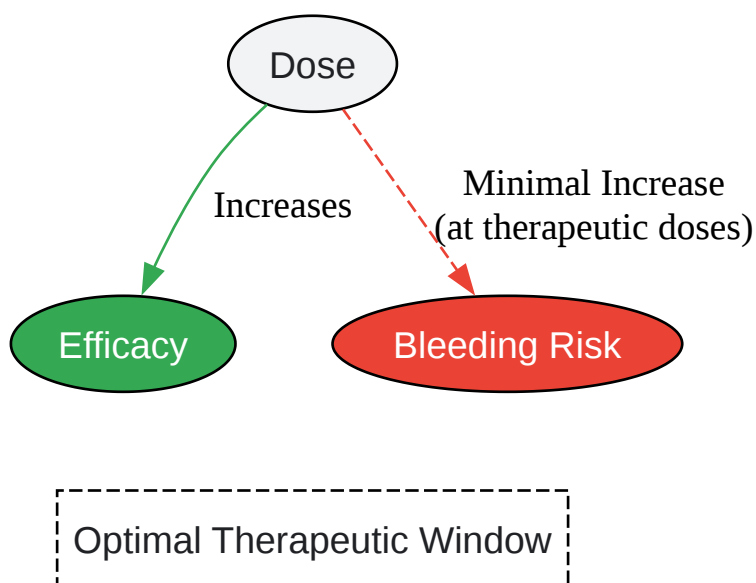 Dose
Increases
Minimal Increase
(at therapeutic doses)
Efficacy
Bleeding Risk
Optimal Therapeutic Window